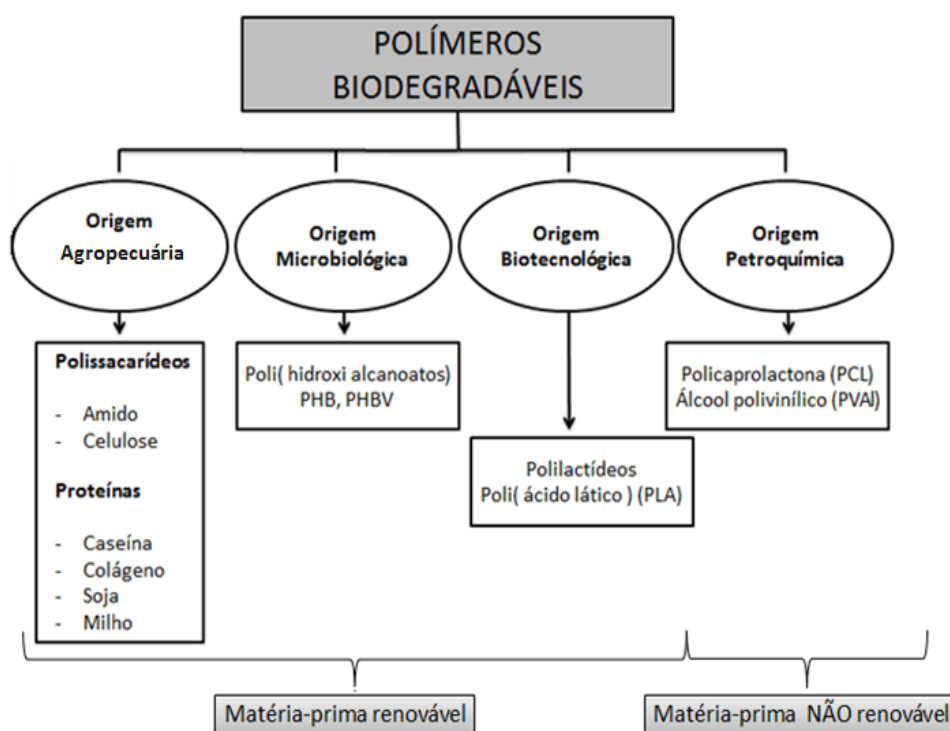 POLÍMEROS
BIODEGRADÁVEIS
Origem
Agropecuária
Origem
Microbiológica
Origem
Biotecnológica
Origem
Petroquímica
Polissacarídeos
- Amido
- Celulose
Proteínas
- Caseína
- Colágeno
- Soja
- Milho
Poli( hidroxi alcanoatos)
PHB, PHBV
Polilactídeos
Poli( ácido lático ) (PLA)
Policaprolactona (PCL)
Álcool polivinílico (PVAl)
Matéria-prima renovável
Matéria-prima NÃO renovável